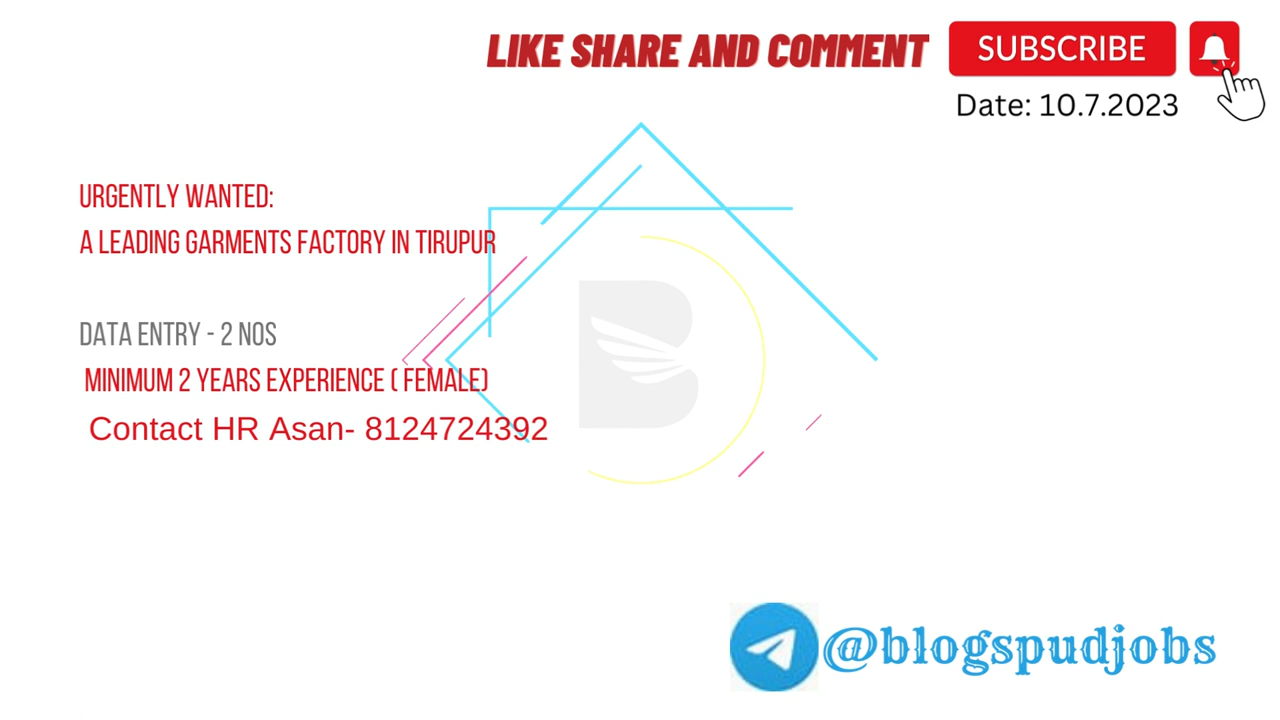 LIKE SHARE AND COMMENT
SUBSCRIBE
Date: 10.7.2023
URGENTLY WANTED:
A LEADING GARMENTS FACTORY IN TIRUPUR
DATA ENTRY - 2 NOS
MINIMUM 2 YEARS EXPERIENCE ( FEMALE)
Contact HR Asan- 8124724392
B
@blogspudjobs